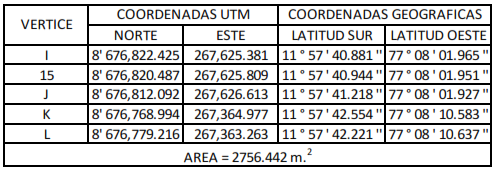 VERTICE COORDENADAS UTM COORDENADAS GEOGRAFICAS
NORTE ESTE LATITUD SUR LATITUD OESTE
I 8' 676,822.425 267,625.381 11 ° 57 ' 40.881 " 77 ° 08 ' 01.965 "
15 8' 676,820.487 267,625.809 11 ° 57 ' 40.944 " 77 ° 08 ' 01.951 "
J 8' 676,812.092 267,626.613 11 ° 57 ' 41.218 " 77 ° 08 ' 01.927 "
K 8' 676,768.994 267,364.977 11 ° 57 ' 42.554 " 77 ° 08 ' 10.583 "
L 8' 676,779.216 267,363.263 11 ° 57 ' 42.221 " 77 ° 08 ' 10.637 "
AREA = 2756.442 m.²